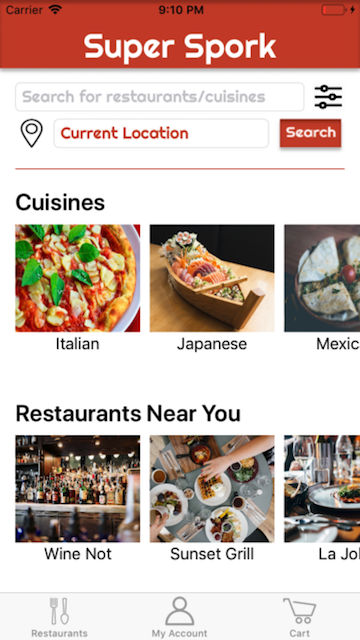 Carrier 9:10 PM
Super Spork
Search for restaurants/cuisines
Current Location Search
Cuisines
Italian Japanese Mexic
Restaurants Near You
Wine Not Sunset Grill La Jol
Restaurants My Account Cart